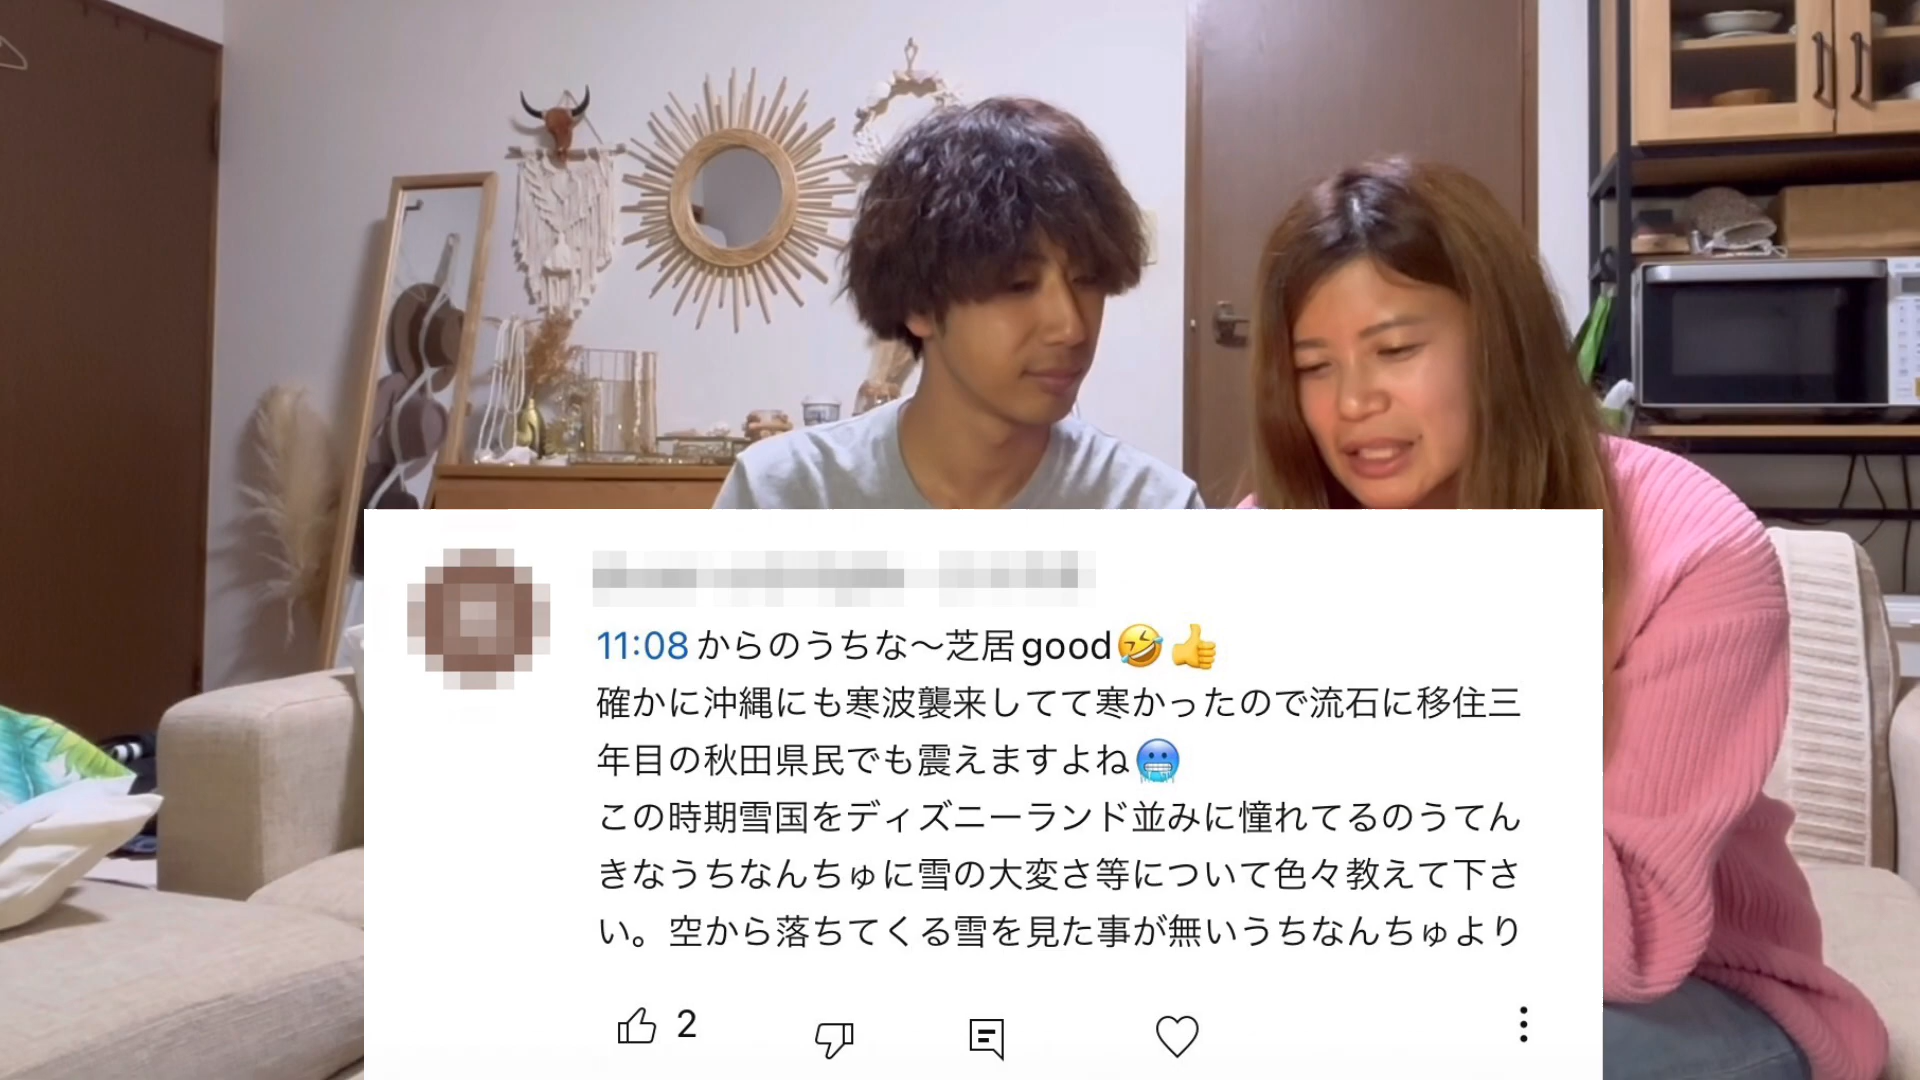 11:08からのうちな〜芝居good🤣👍
確かに沖縄にも寒波襲来してて寒かったので流石に移住三
年目の秋田県民でも震えますよね🥶
この時期雪国をディズニーランド並みに憧れてるのうてん
きなうちなんちゅに雪の大変さ等について色々教えて下さ
い。空から落ちてくる雪を見た事が無いうちなんちゅより
2